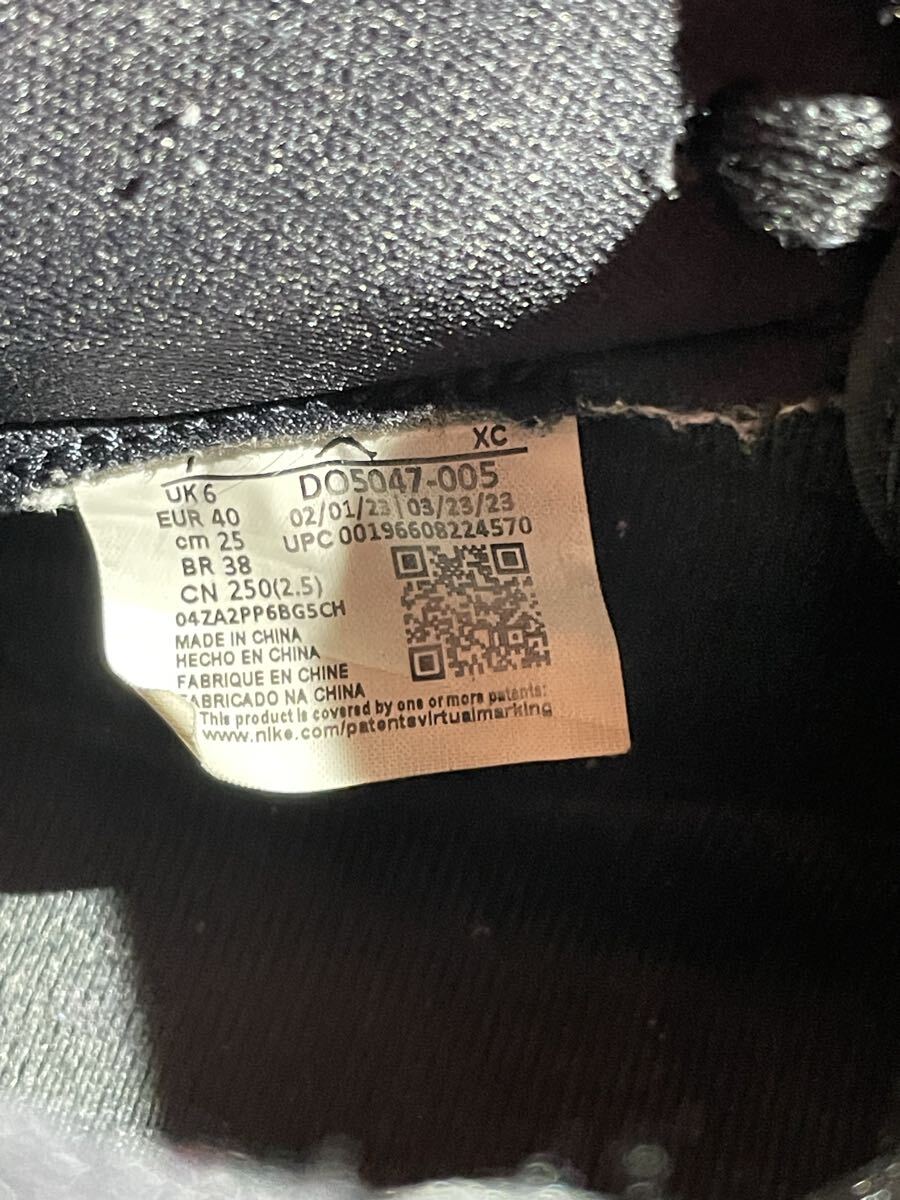 XC
UK 6 DO5047-005
EUR 40 02/01/23 03/23/23
cm 25 UPC 00196608224570
BR 38
CN 250(2.5)
04ZA2PP6BG5CH
MADE IN CHINA
HECHO EN CHINA
FABRIQUE EN CHINE
FABRICADO NA CHINA
This product is covered by one or more patents:
www.nike.com/patentsvirtualmarking